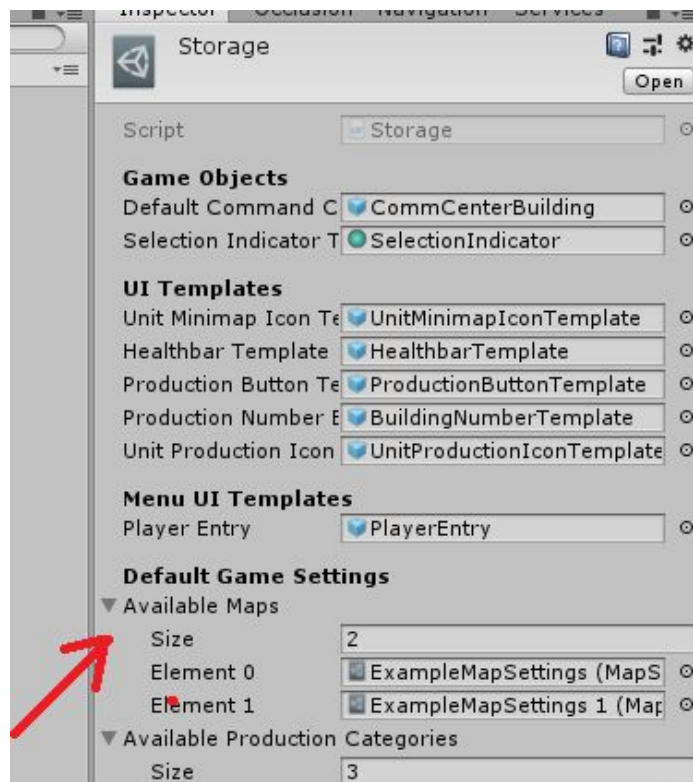 Inspector Occlusion Navigation Services
Storage
Open
Script Storage
Game Objects
Default Command C CommCenterBuilding
Selection Indicator T SelectionIndicator
UI Templates
Unit Minimap Icon Te UnitMinimapIconTemplate
Healthbar Template HealthbarTemplate
Production Button Te ProductionButtonTemplate
Production Number B BuildingNumberTemplate
Unit Production Icon UnitProductionIconTemplate
Menu UI Templates
Player Entry PlayerEntry
Default Game Settings
Available Maps
Size 2
Element 0 ExampleMapSettings (MapS
Element 1 ExampleMapSettings 1 (Map
Available Production Categories
Size 3